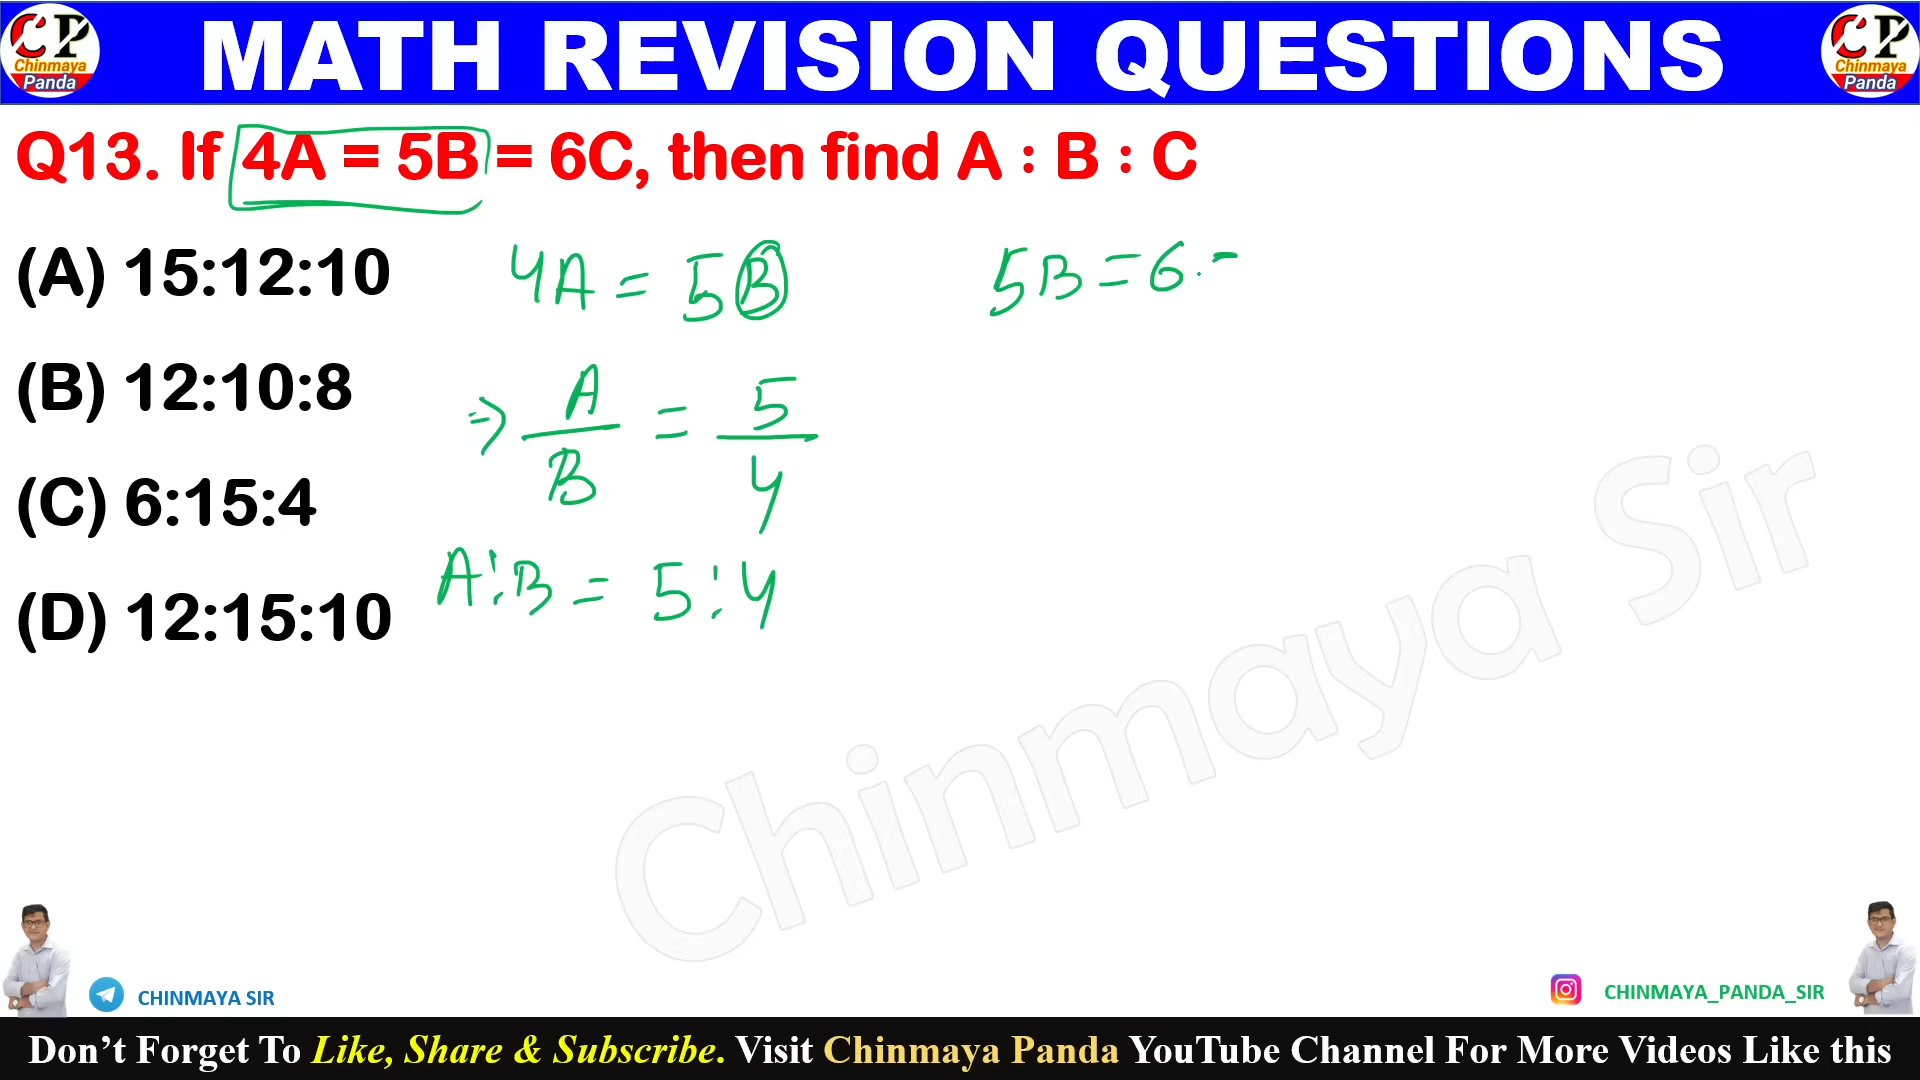 CP Chinmaya Panda
MATH REVISION QUESTIONS
CP Chinmaya Panda
Q13. If 4A = 5B = 6C, then find A : B : C
(A) 15:12:10
(B) 12:10:8
(C) 6:15:4
(D) 12:15:10
4A = 5B
5B = 6
⇒ A/B = 5/4
A:B = 5:4
Chinmaya Sir
CHINMAYA SIR
CHINMAYA_PANDA_SIR
Don’t Forget To Like, Share & Subscribe. Visit Chinmaya Panda YouTube Channel For More Videos Like this